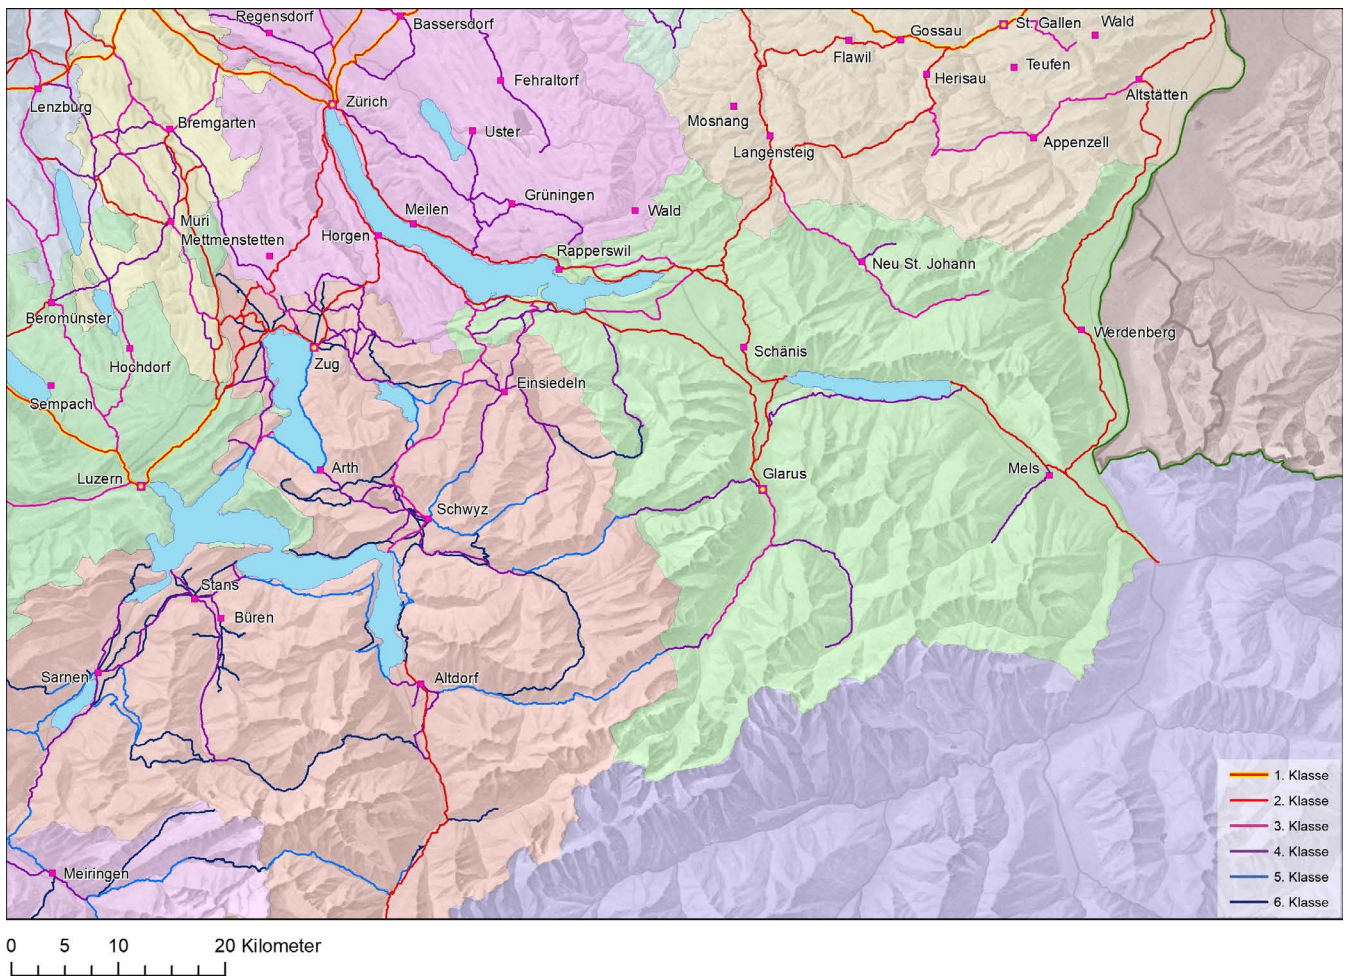 Regensdorf
Bassersdorf
St. Gallen
Wald
Gossau
Flawil
Teufen
Herisau
Fehraltorf
Altstätten
Lenzburg
Zürich
Mosnang
Bremgarten
Uster
Langensteig
Appenzell
Grüningen
Meilen
Wald
Muri
Mettmenstetten
Horgen
Rapperswil
Neu St. Johann
Beromünster
Werdenberg
Hochdorf
Zug
Schänis
Einsiedeln
Sempach
Arth
Luzern
Glarus
Mels
Schwyz
Stans
Büren
Sarnen
Altdorf
Meiringen
1. Klasse
2. Klasse
3. Klasse
4. Klasse
5. Klasse
6. Klasse
0 5 10 20 Kilometer